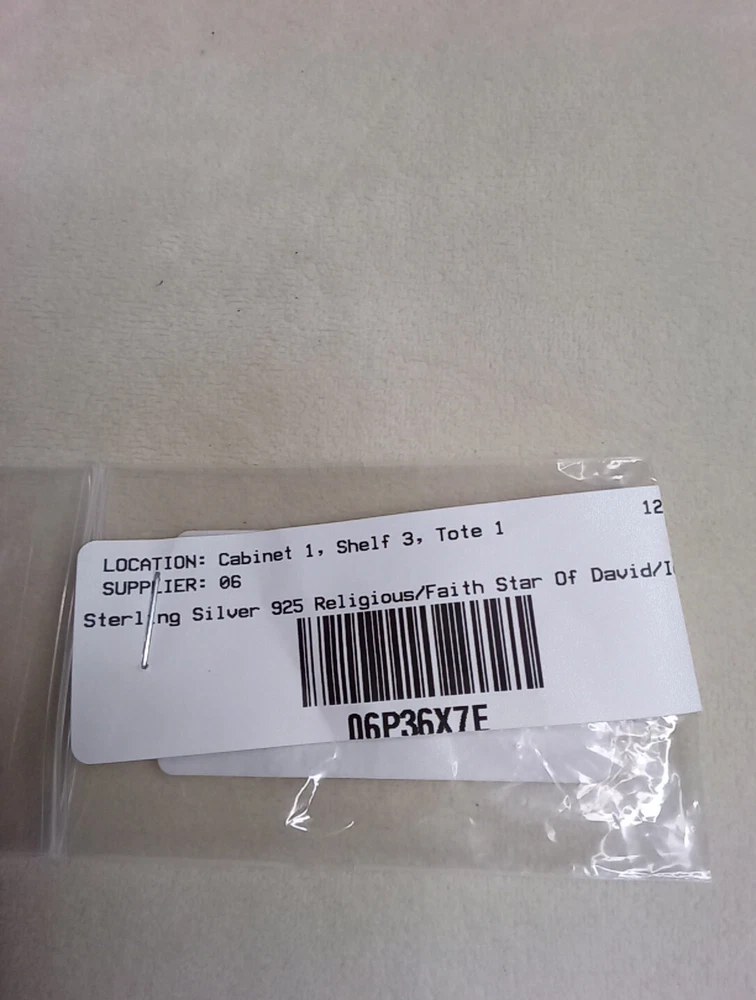 12
LOCATION: Cabinet 1, Shelf 3, Tote 1
SUPPLIER: 06
Sterling Silver 925 Religious/Faith Star Of David/I
06P36X7E